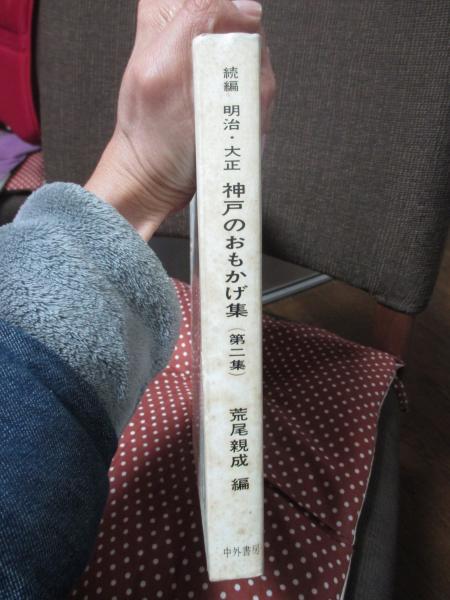 続編 明治・大正 神戸のおもかげ集（第二集） 荒尾親成 編
中外書房